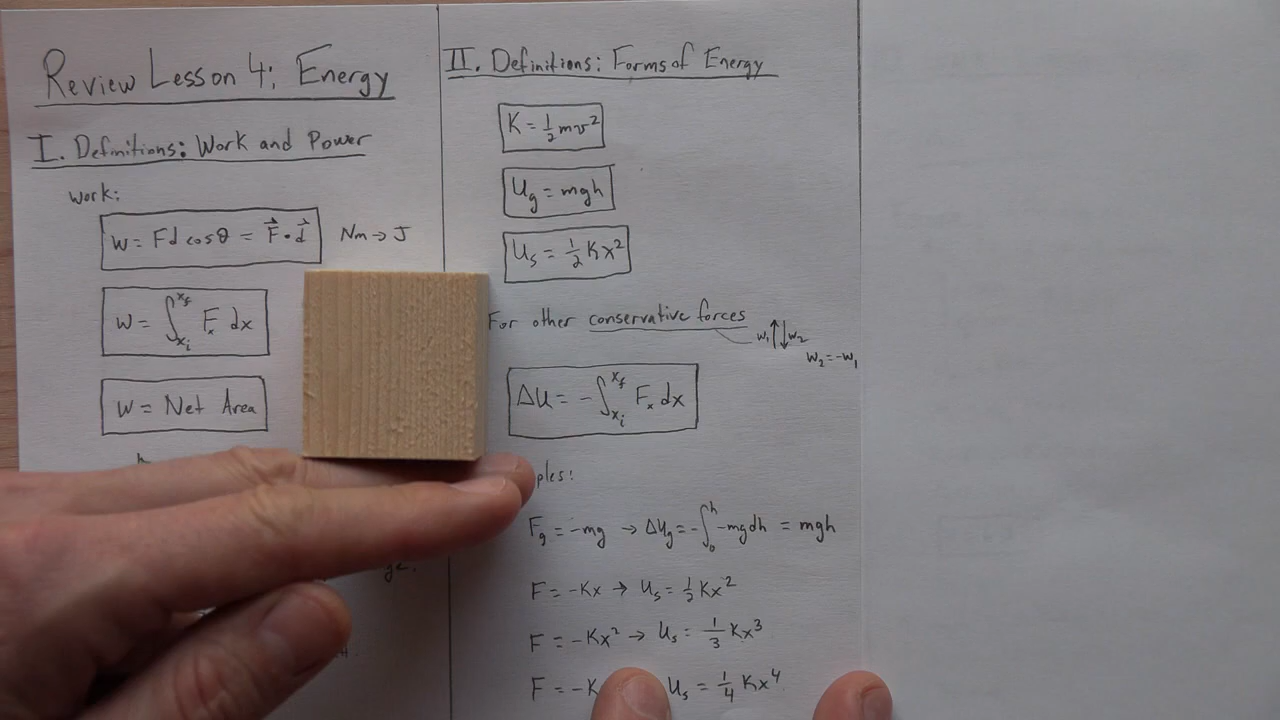 Review Lesson 4: Energy
I. Definitions: Work and Power
Work:
W = Fd cosθ = F⃗ • d⃗ Nm → J
W = ∫_{x_i}^{x_f} F_x dx
W = Net Area
II. Definitions: Forms of Energy
K = ½mv²
U_g = mgh
U_s = ½Kx²
For other conservative forces
W₁ ↑↓ W₂
W₂ = -W₁
ΔU = -∫_{x_i}^{x_f} F_x dx
F_g = -mg → ΔU_g = -∫_0^h -mgdh = mgh
F = -Kx → U_s = ½Kx²
F = -Kx² → U_s = ⅓Kx³
F = -K U_s = ¼Kx⁴